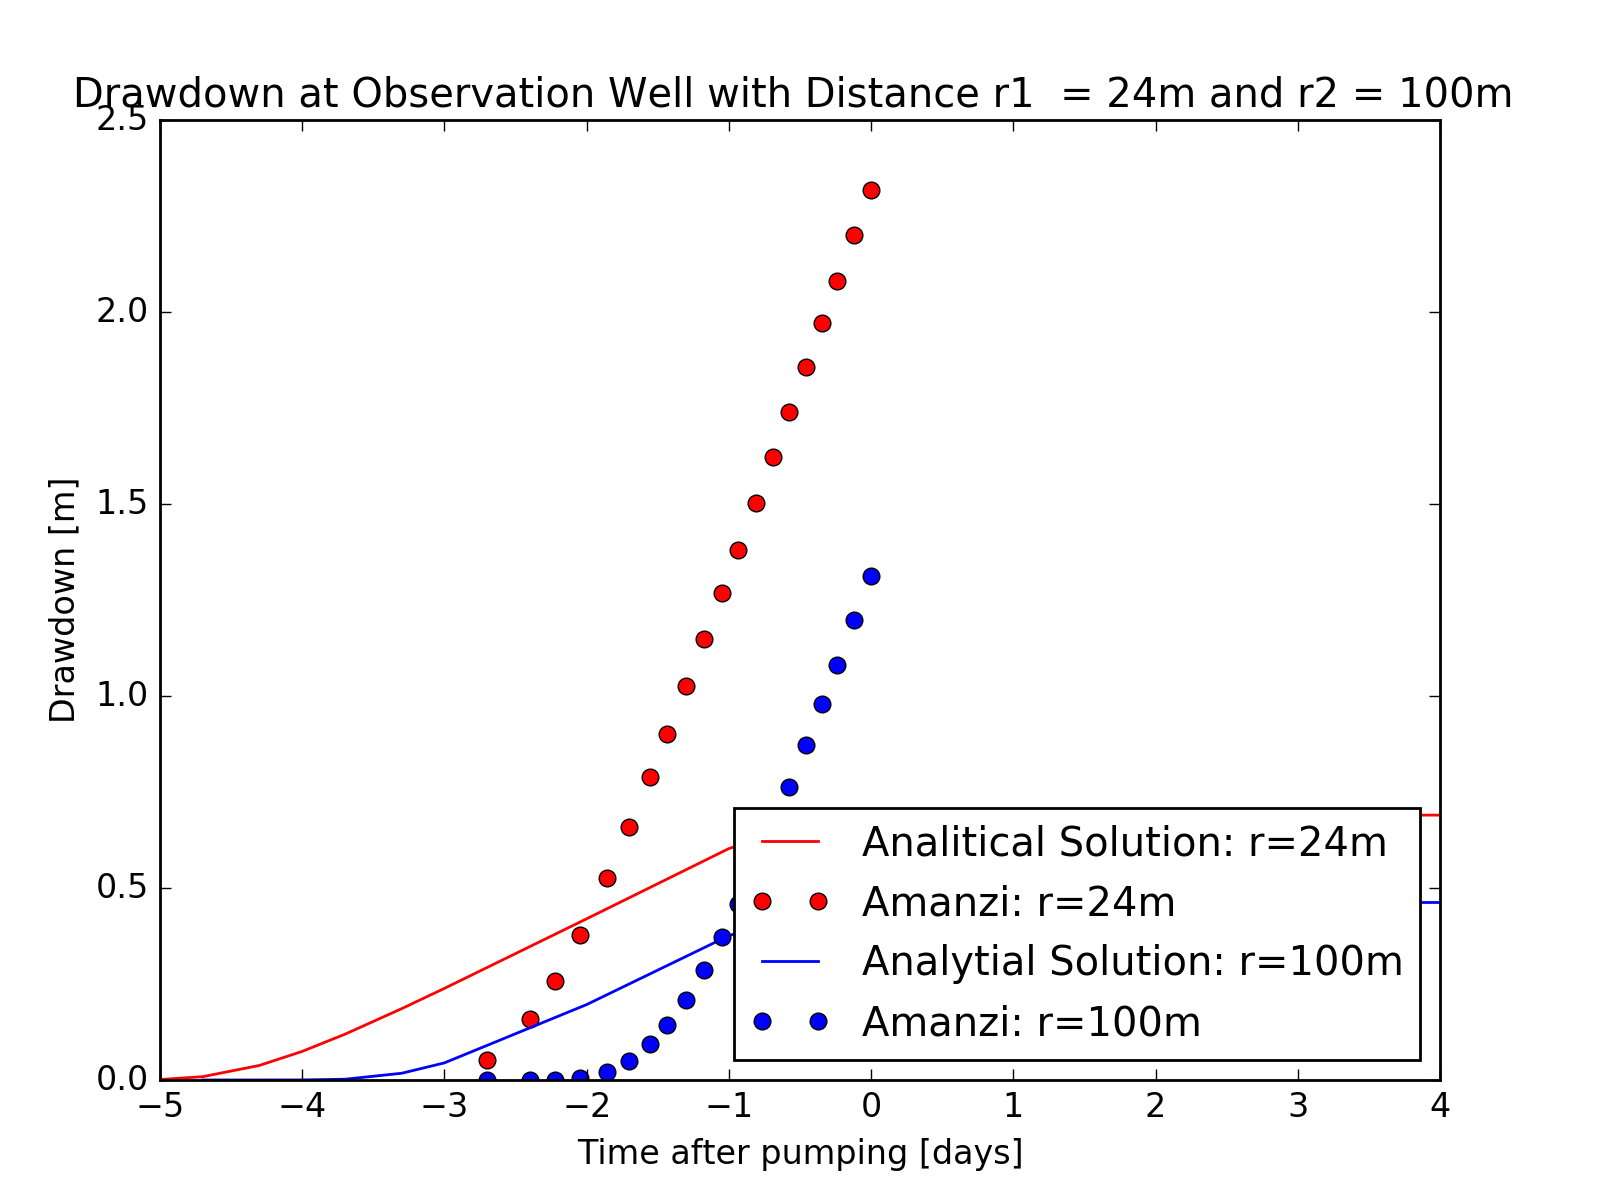 Drawdown at Observation Well with Distance r1  = 24m and r2 = 100m
2.5
2.0
1.5
1.0
0.5
0.0
Drawdown [m]
Analitical Solution: r=24m
Amanzi: r=24m
Analytial Solution: r=100m
Amanzi: r=100m
−5 −4 −3 −2 −1 0 1 2 3 4
Time after pumping [days]